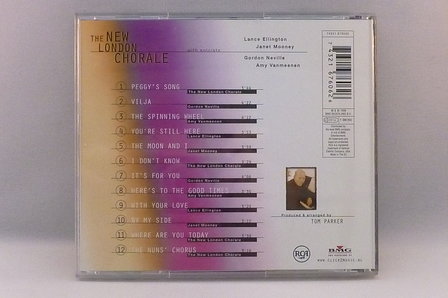 THE NEW
LONDON
CHORALE
with soloists
Lance Ellington
Janet Mooney
Gordon Neville
Amy Vanmeenen
1 PEGGY'S SONG
The New London Chorale
2 VILJA
Gordon Neville
3 THE SPINNING WHEEL
Amy Vanmeenen
4 YOU'RE STILL HERE
Lance Ellington
5 THE MOON AND I
Janet Mooney
6 I DON'T KNOW
The New London Chorale
7 IT'S FOR YOU
Gordon Neville
8 HERE'S TO THE GOOD TIMES
Amy Vanmeenen
9 WITH YOUR LOVE
Lance Ellington
10 BY MY SIDE
Janet Mooney
11 WHERE ARE YOU TODAY
The New London Chorale
12 THE NUNS' CHORUS
The New London Chorale
Produced & arranged by
TOM PARKER
RCA
BMG
www.click2music.nl